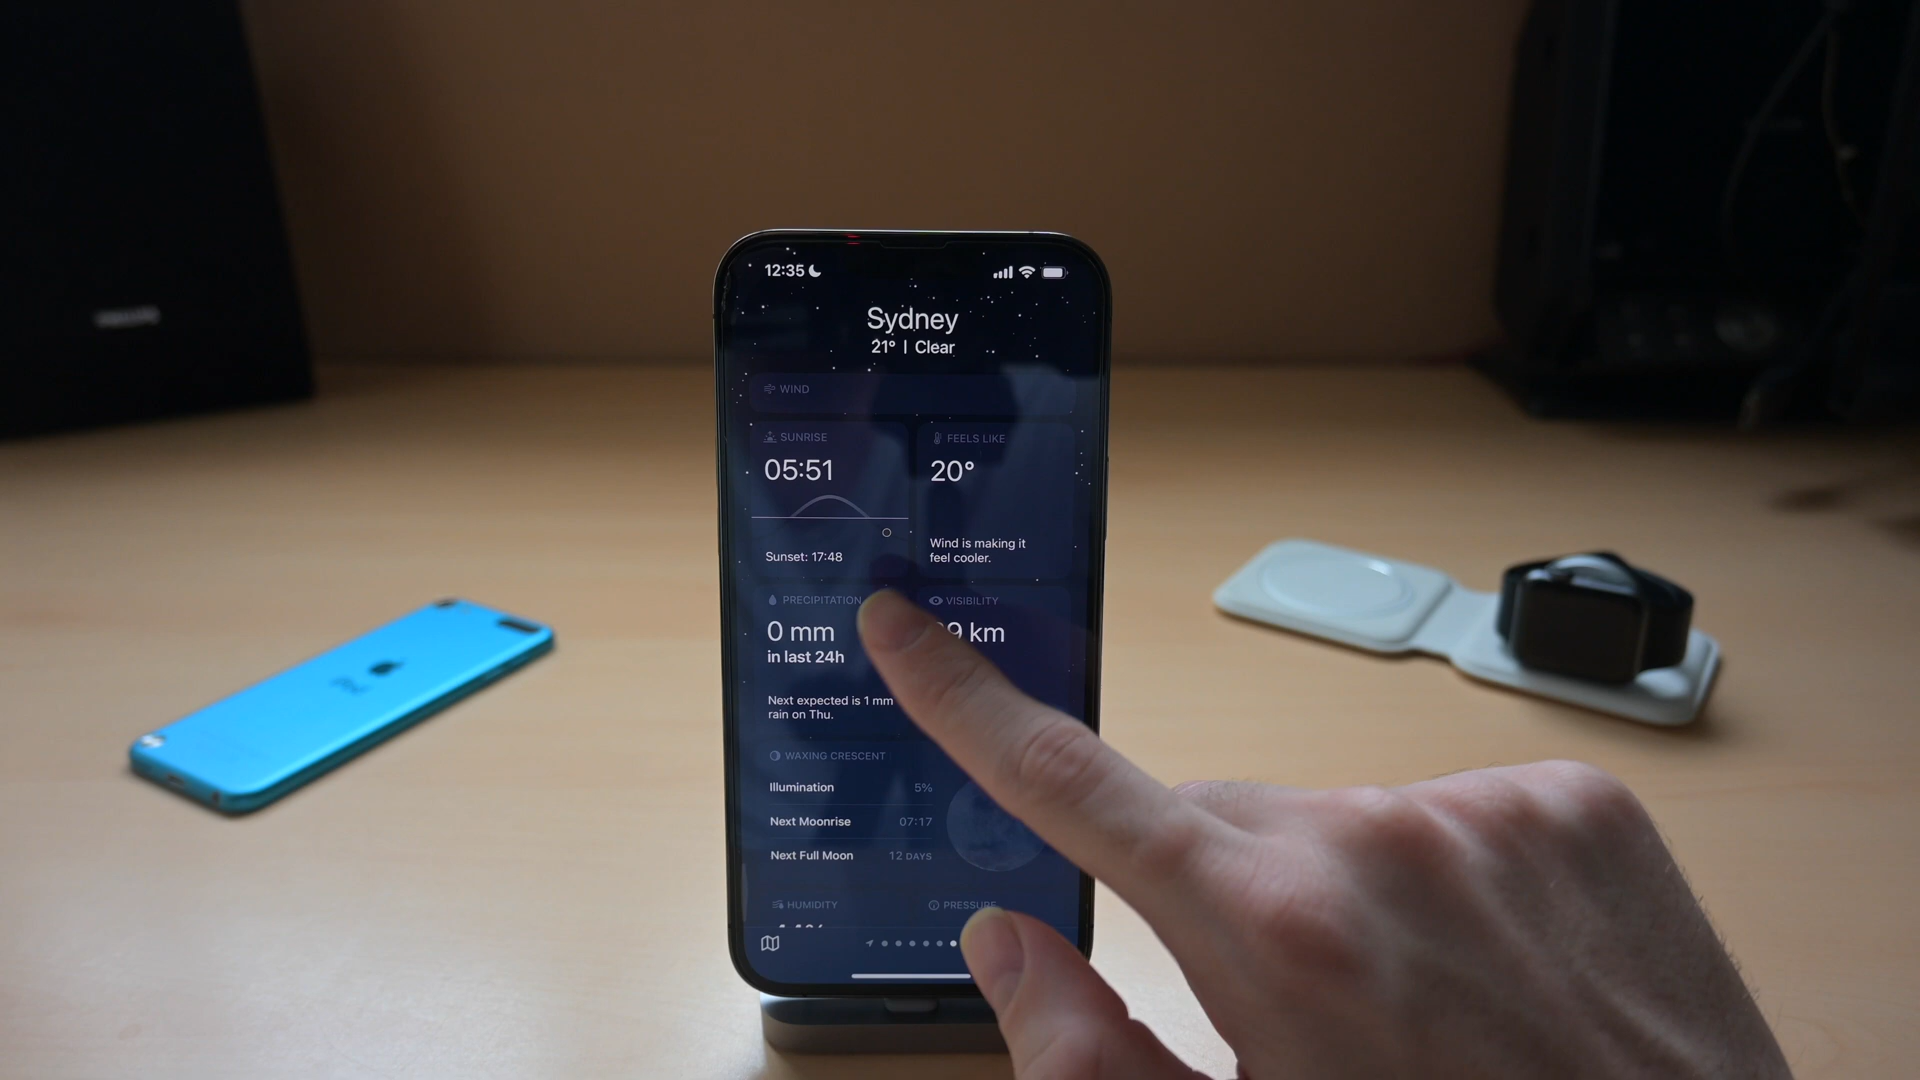 12:35
Sydney
21° | Clear
WIND
SUNRISE
05:51
Sunset: 17:48
FEELS LIKE
20°
Wind is making it
feel cooler.
PRECIPITATION
0 mm
in last 24h
Next expected is 1 mm
rain on Thu.
VISIBILITY
9 km
WAXING CRESCENT
Illumination 5%
Next Moonrise 07:17
Next Full Moon 12 DAYS
HUMIDITY
PRESSURE